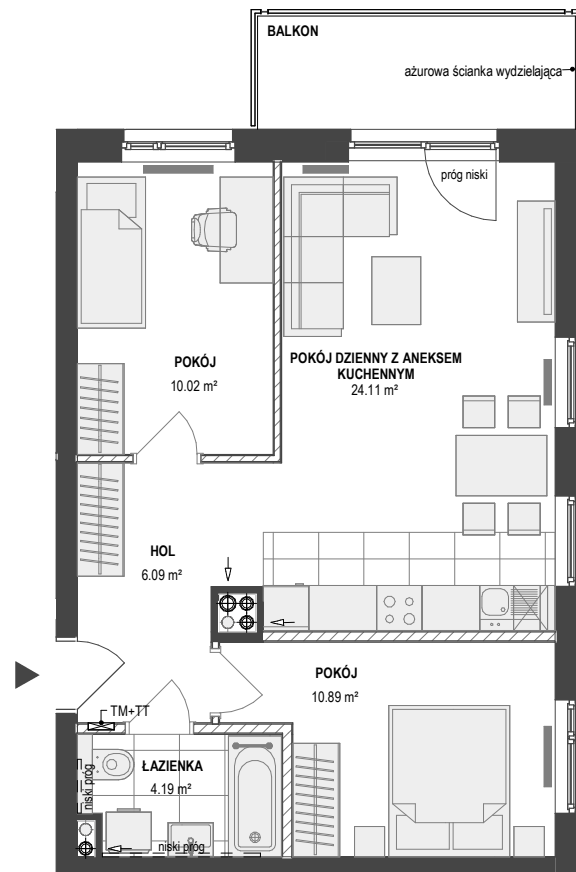 BALKON
ażurowa ścianka wydzielająca
próg niski
POKÓJ
10.02 m²
POKÓJ DZIENNY Z ANEKSEM
KUCHENNYM
24.11 m²
HOL
6.09 m²
POKÓJ
10.89 m²
TM+TT
ŁAZIENKA
4.19 m²
niski próg
niski próg